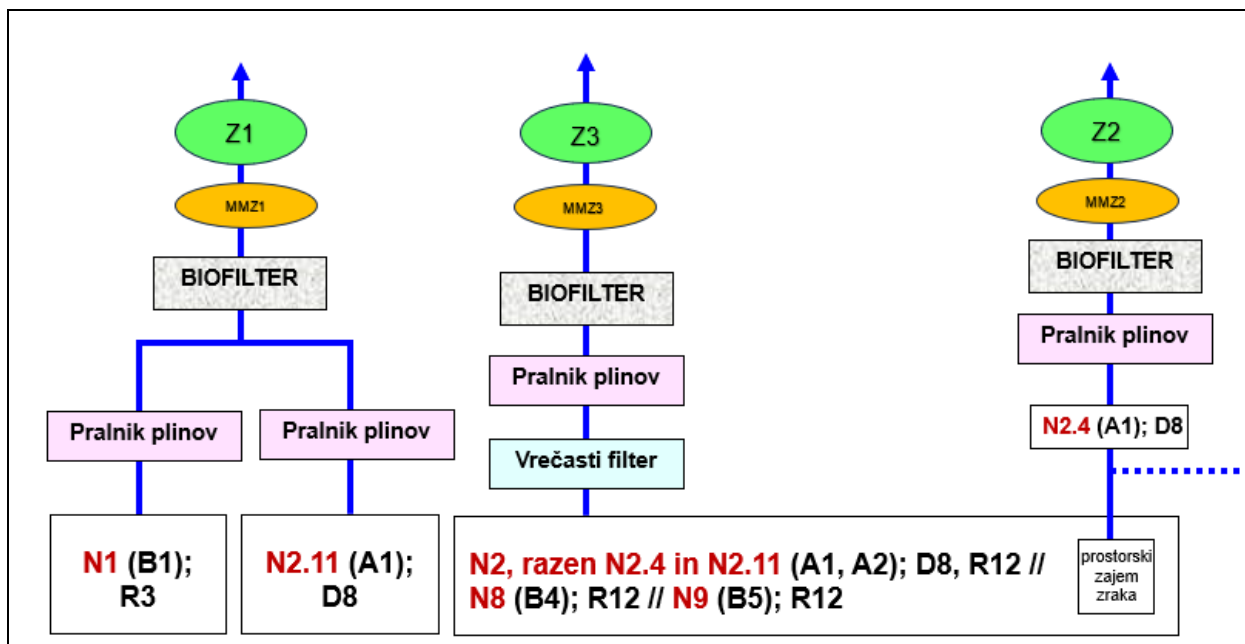 Z1
Z3
Z2
MMZ1
MMZ3
MMZ2
BIOFILTER
BIOFILTER
BIOFILTER
Pralnik plinov
Pralnik plinov
Pralnik plinov
Pralnik plinov
N2.4 (A1); D8
Vrečasti filter
N1 (B1);
R3
N2.11 (A1);
D8
N2, razen N2.4 in N2.11 (A1, A2); D8, R12 //
N8 (B4); R12 // N9 (B5); R12
prostorski
zajem
zraka